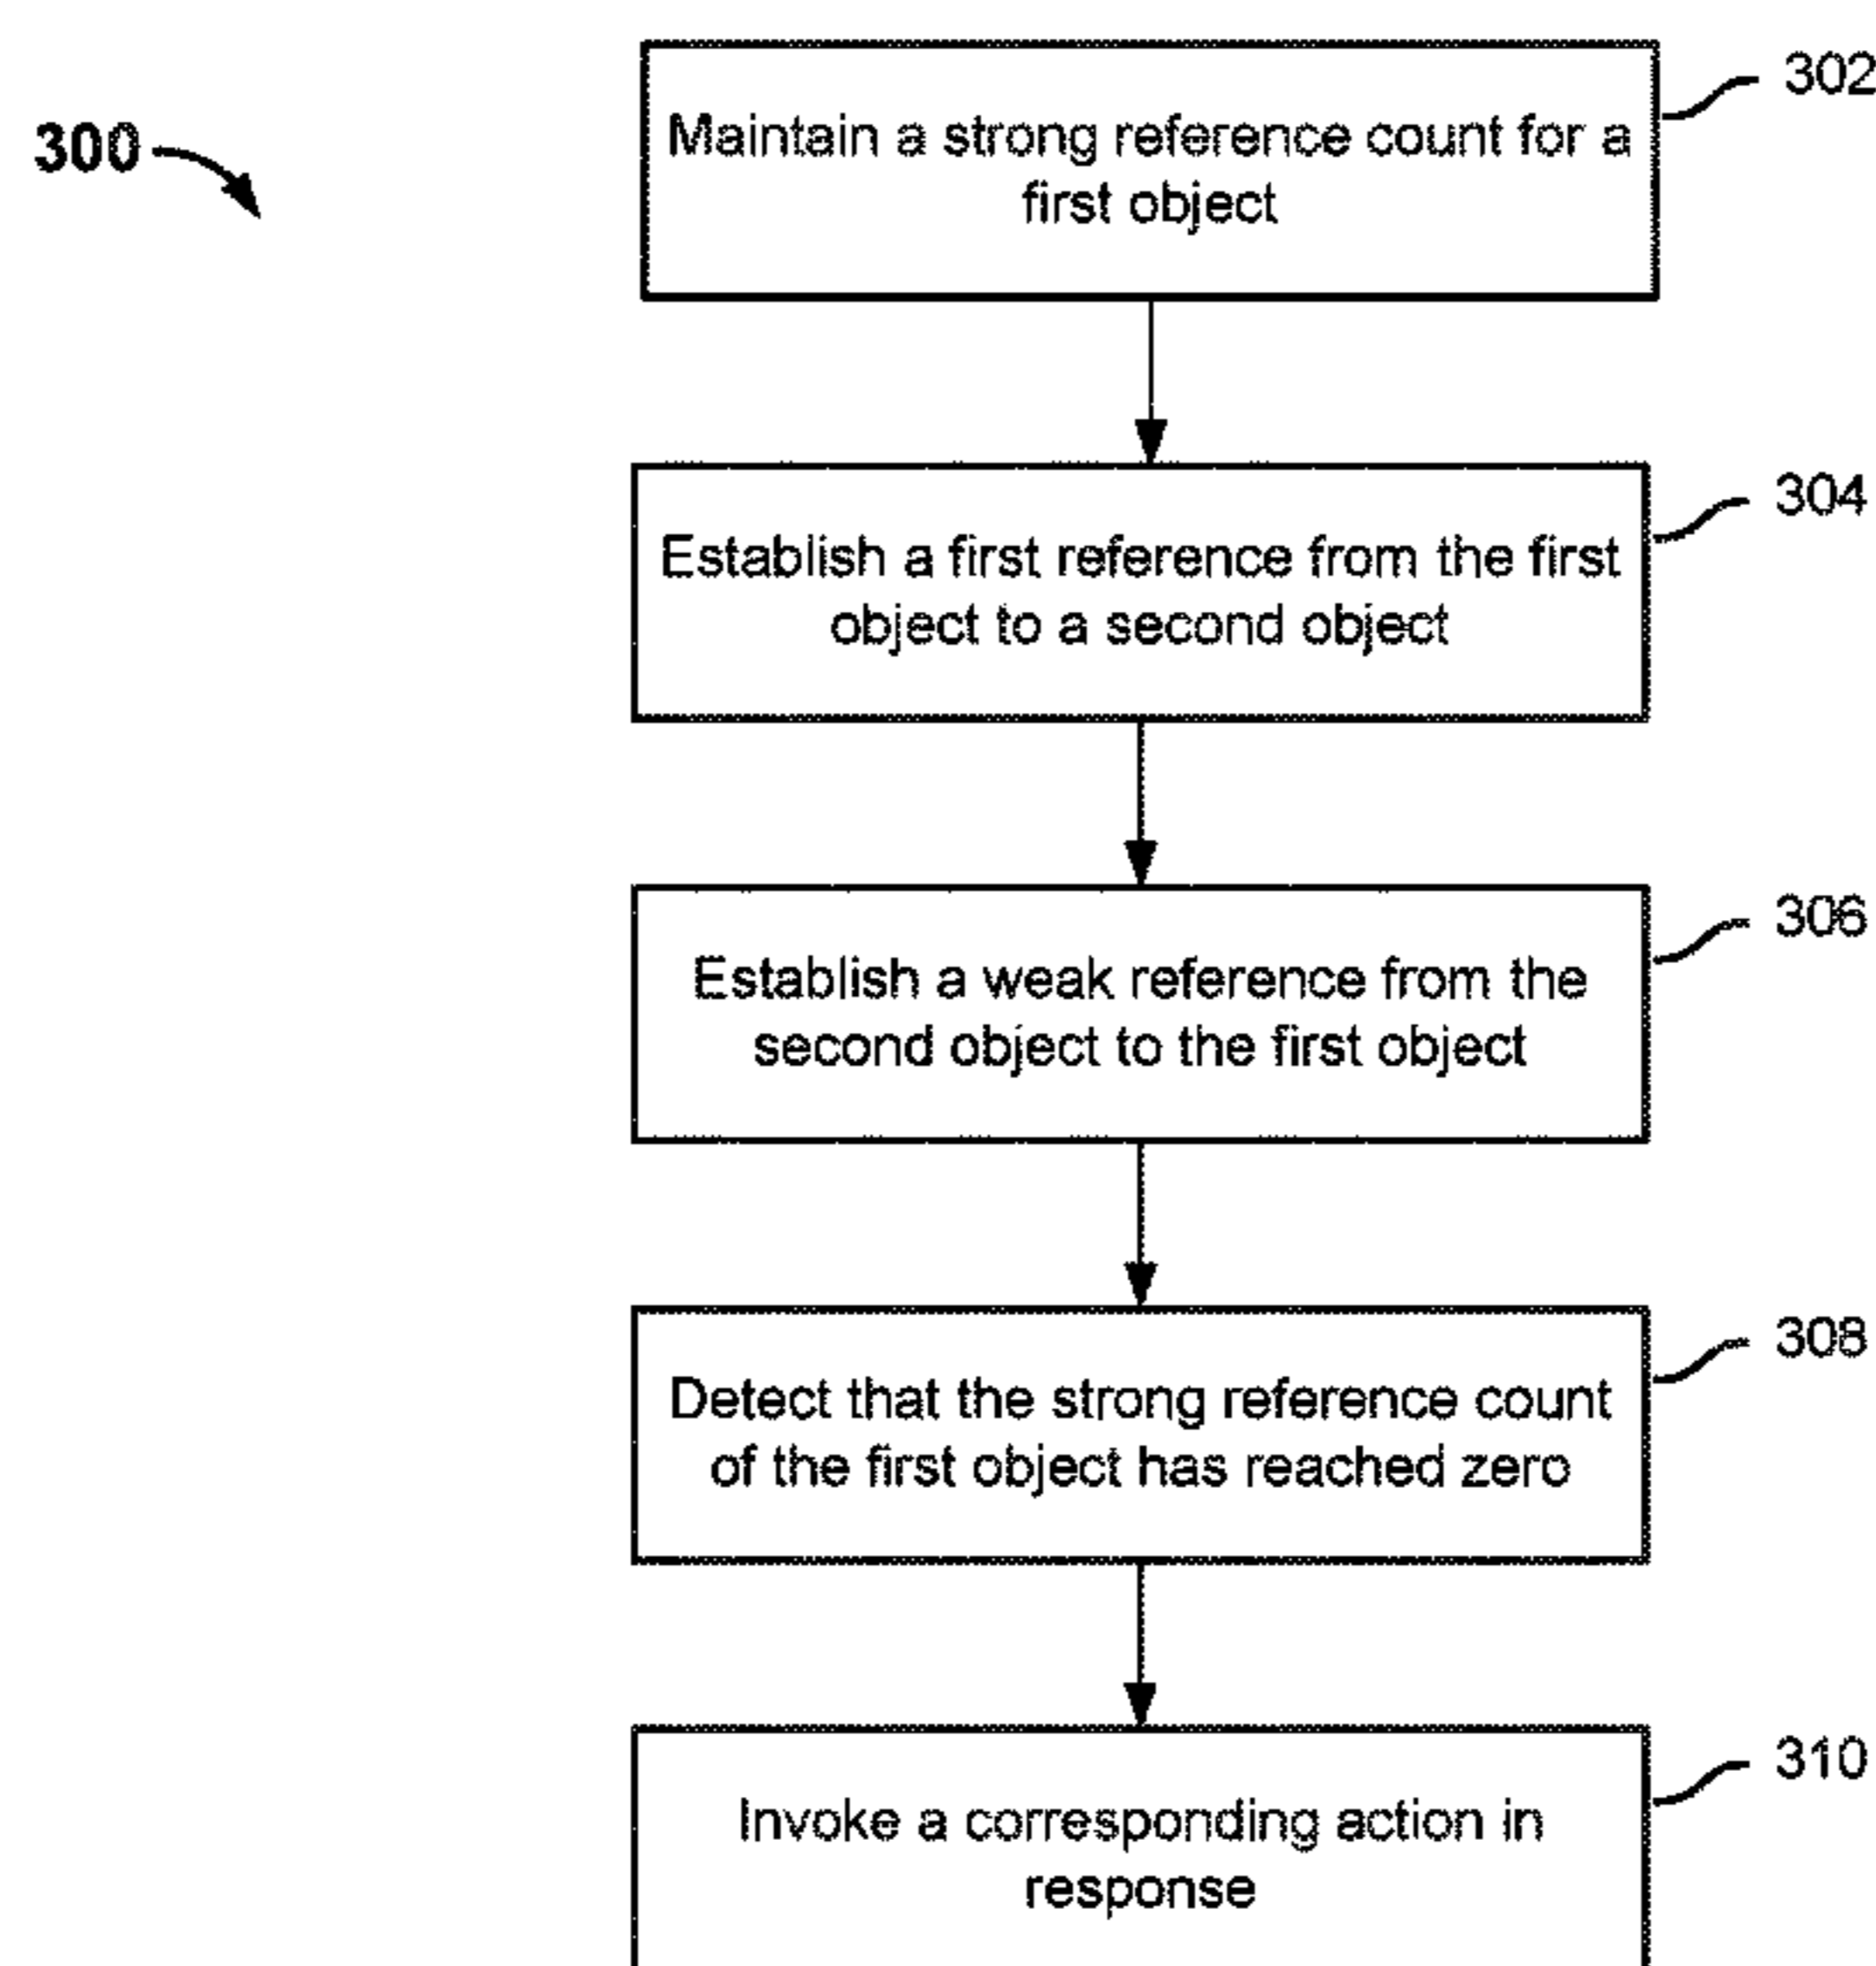 300
302
Maintain a strong reference count for a
first object
304
Establish a first reference from the first
object to a second object
306
Establish a weak reference from the
second object to the first object
308
Detect that the strong reference count
of the first object has reached zero
310
Invoke a corresponding action in
response